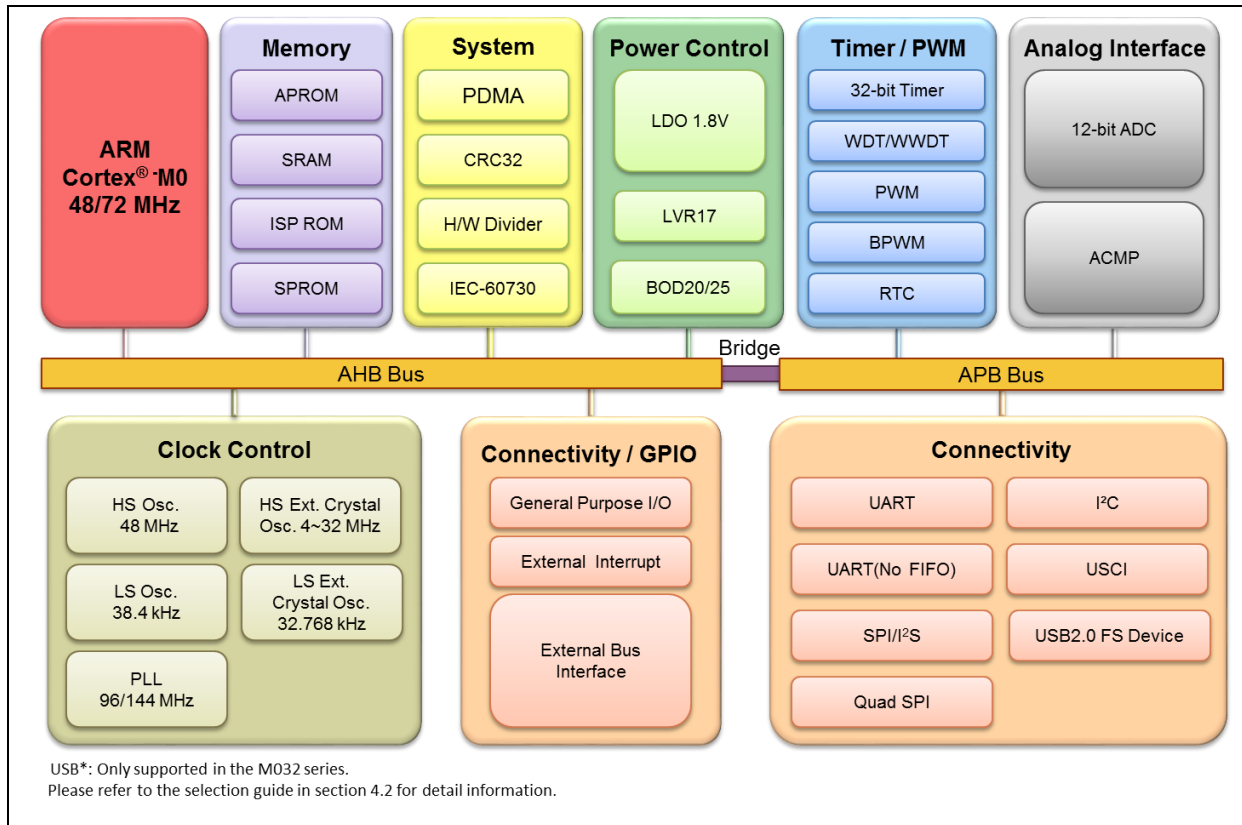 ARM
Cortex® -M0
48/72 MHz
Memory
APROM
SRAM
ISP ROM
SPROM
System
PDMA
CRC32
H/W Divider
IEC-60730
Power Control
LDO 1.8V
LVR17
BOD20/25
Timer / PWM
32-bit Timer
WDT/WWDT
PWM
BPWM
RTC
Analog Interface
12-bit ADC
ACMP
AHB Bus
Bridge
APB Bus
Clock Control
HS Osc.
48 MHz
HS Ext. Crystal
Osc. 4~32 MHz
LS Osc.
38.4 kHz
LS Ext.
Crystal Osc.
32.768 kHz
PLL
96/144 MHz
Connectivity / GPIO
General Purpose I/O
External Interrupt
External Bus
Interface
Connectivity
UART
I²C
UART(No FIFO)
USCI
SPI/I²S
USB2.0 FS Device
Quad SPI
USB*: Only supported in the M032 series.
Please refer to the selection guide in section 4.2 for detail information.